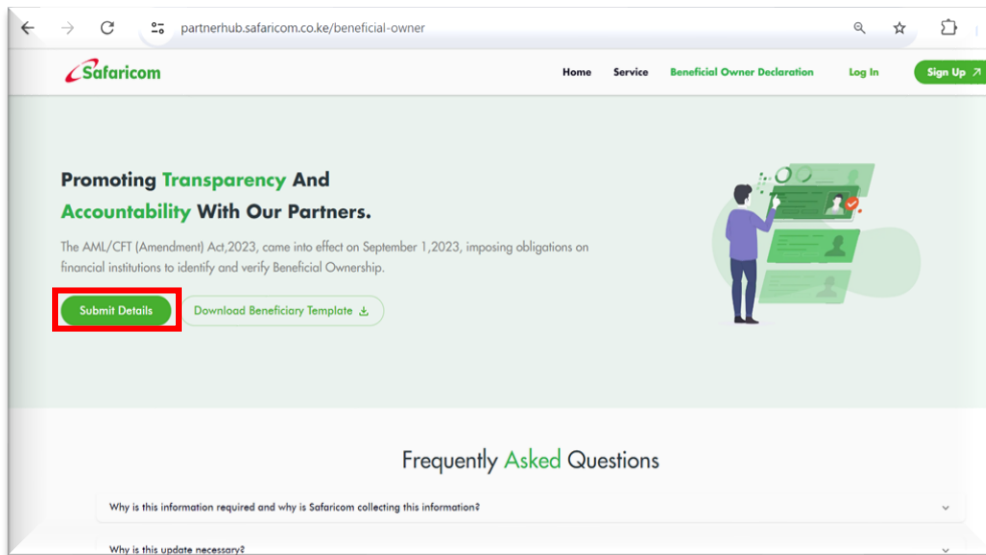 partnerhub.safaricom.co.ke/beneficial-owner
Safaricom
Home Service Beneficial Owner Declaration Log In Sign Up
Promoting Transparency And
Accountability With Our Partners.
The AML/CFT (Amendment) Act,2023, came into effect on September 1,2023, imposing obligations on
financial institutions to identify and verify Beneficial Ownership.
Submit Details Download Beneficiary Template
Frequently Asked Questions
Why is this information required and why is Safaricom collecting this information?
Why is this update necessary?